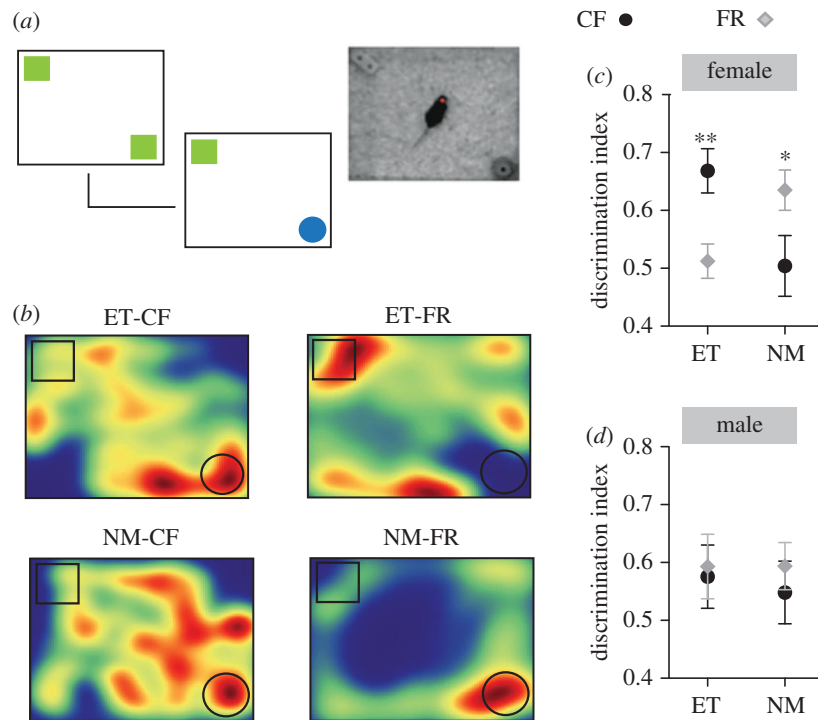 (a)
CF FR
(c)
female
discrimination index
0.8
0.7
0.6
0.5
0.4
**
*
ET NM
(b)
ET-CF ET-FR
NM-CF NM-FR
(d)
male
discrimination index
0.8
0.7
0.6
0.5
0.4
ET NM